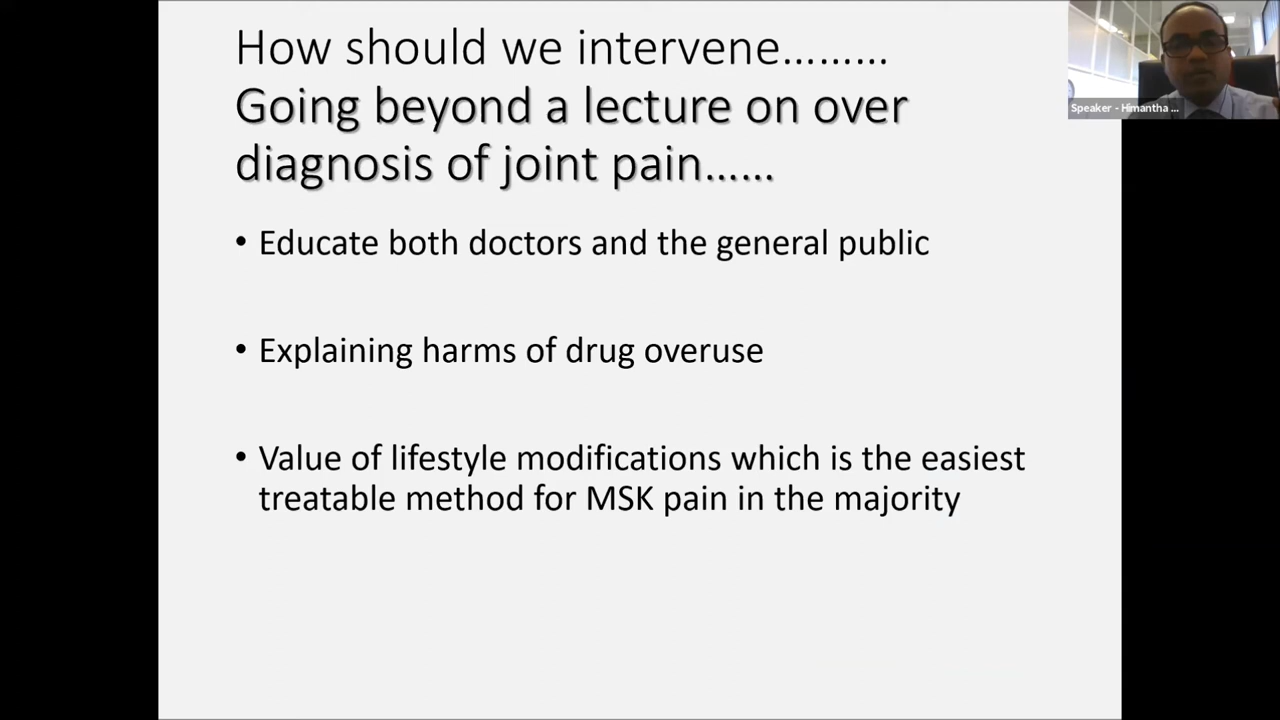 How should we intervene.........
Going beyond a lecture on over
diagnosis of joint pain......
• Educate both doctors and the general public
• Explaining harms of drug overuse
• Value of lifestyle modifications which is the easiest
treatable method for MSK pain in the majority
Speaker - Himantha ...